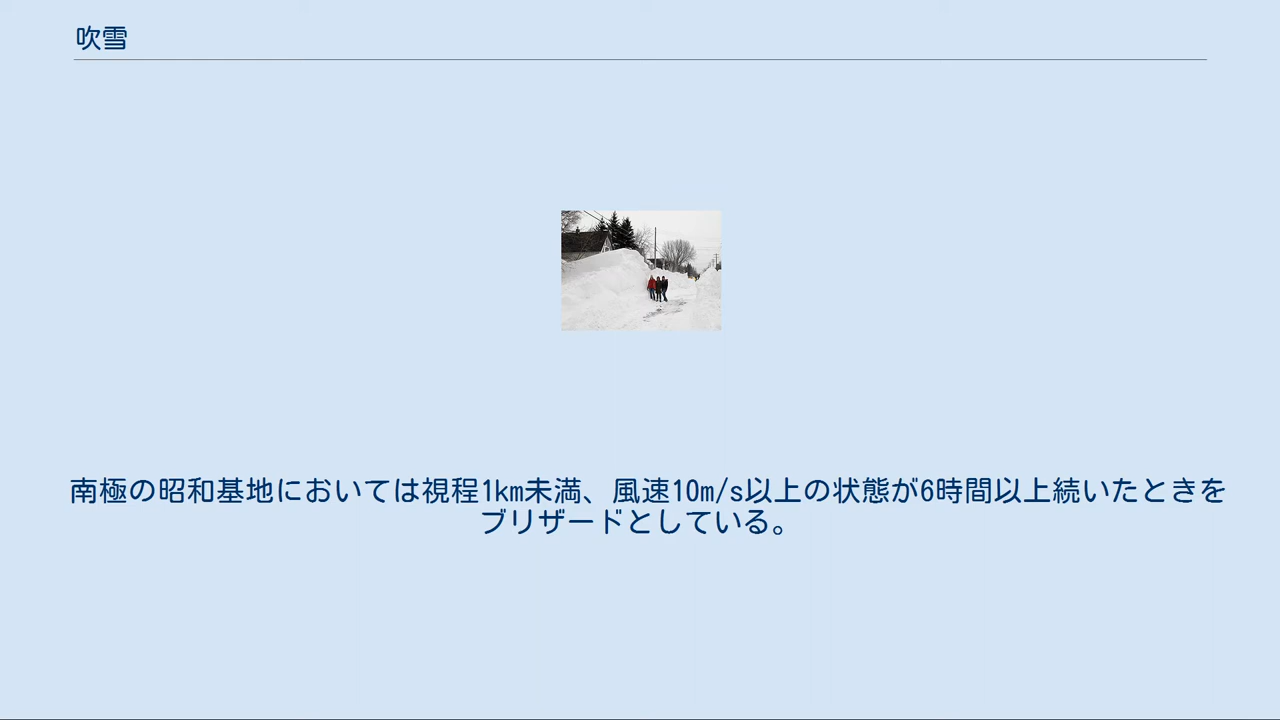 吹雪
南極の昭和基地においては視程1km未満、風速10m/s以上の状態が6時間以上続いたときを
ブリザードとしている。